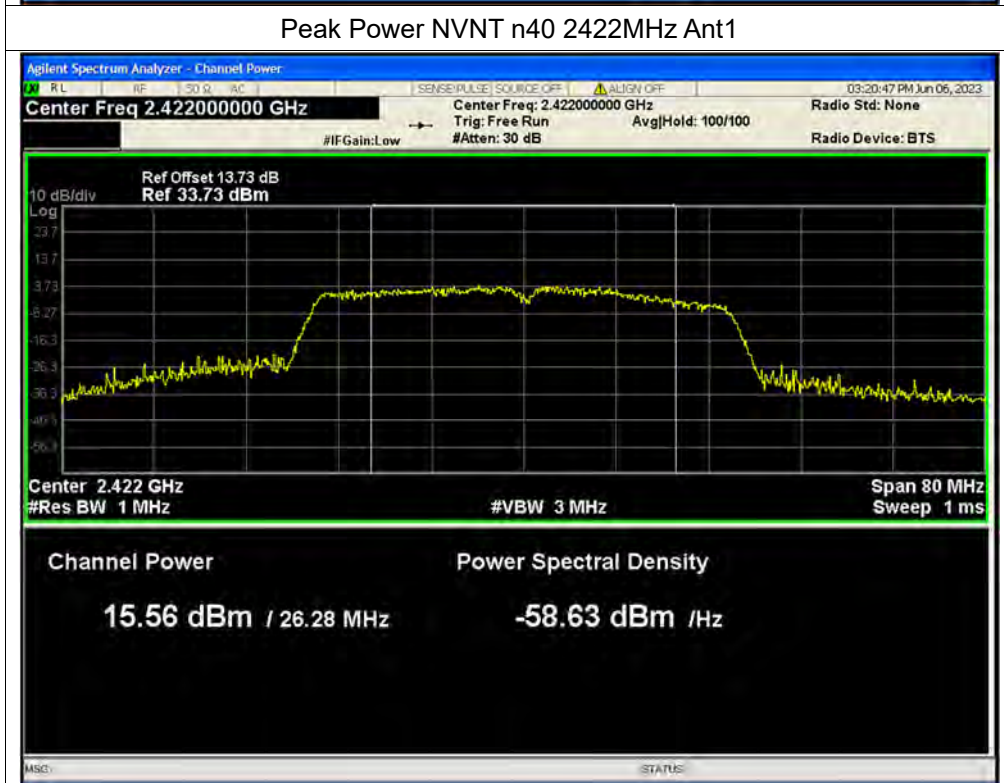 Peak Power NVNT n40 2422MHz Ant1
Agilent Spectrum Analyzer - Channel Power
RL RF 50 Ω AC SENSE:PULSE SOURCE OFF ALIGN OFF 03:20:47 PM Jun 06, 2023
Center Freq 2.422000000 GHz Center Freq: 2.422000000 GHz Radio Std: None
Trig: Free Run Avg|Hold: 100/100
#IFGain:Low #Atten: 30 dB Radio Device: BTS
Ref Offset 13.73 dB
10 dB/div Ref 33.73 dBm
Log
23.7
13.7
3.73
-6.27
-16.3
-26.3
-36.3
-46.3
-56.3
Center 2.422 GHz Span 80 MHz
#Res BW 1 MHz #VBW 3 MHz Sweep 1 ms
Channel Power Power Spectral Density
15.56 dBm / 26.28 MHz -58.63 dBm /Hz
MSG STATUS